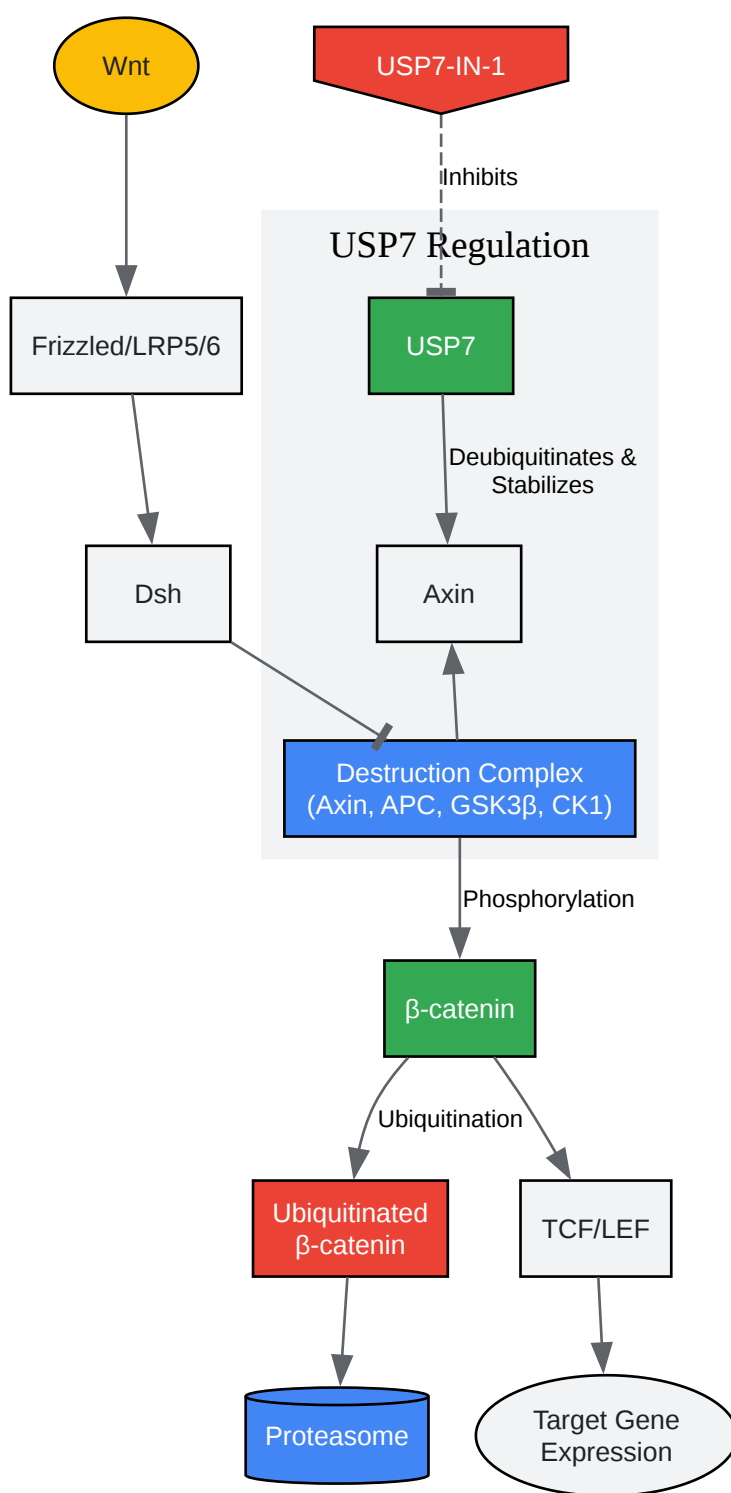 Wnt
USP7-IN-1
Inhibits
USP7 Regulation
Frizzled/LRP5/6
USP7
Deubiquitinates &
Stabilizes
Dsh
Axin
Destruction Complex
(Axin, APC, GSK3β, CK1)
Phosphorylation
β-catenin
Ubiquitination
Ubiquitinated
β-catenin
TCF/LEF
Proteasome
Target Gene
Expression